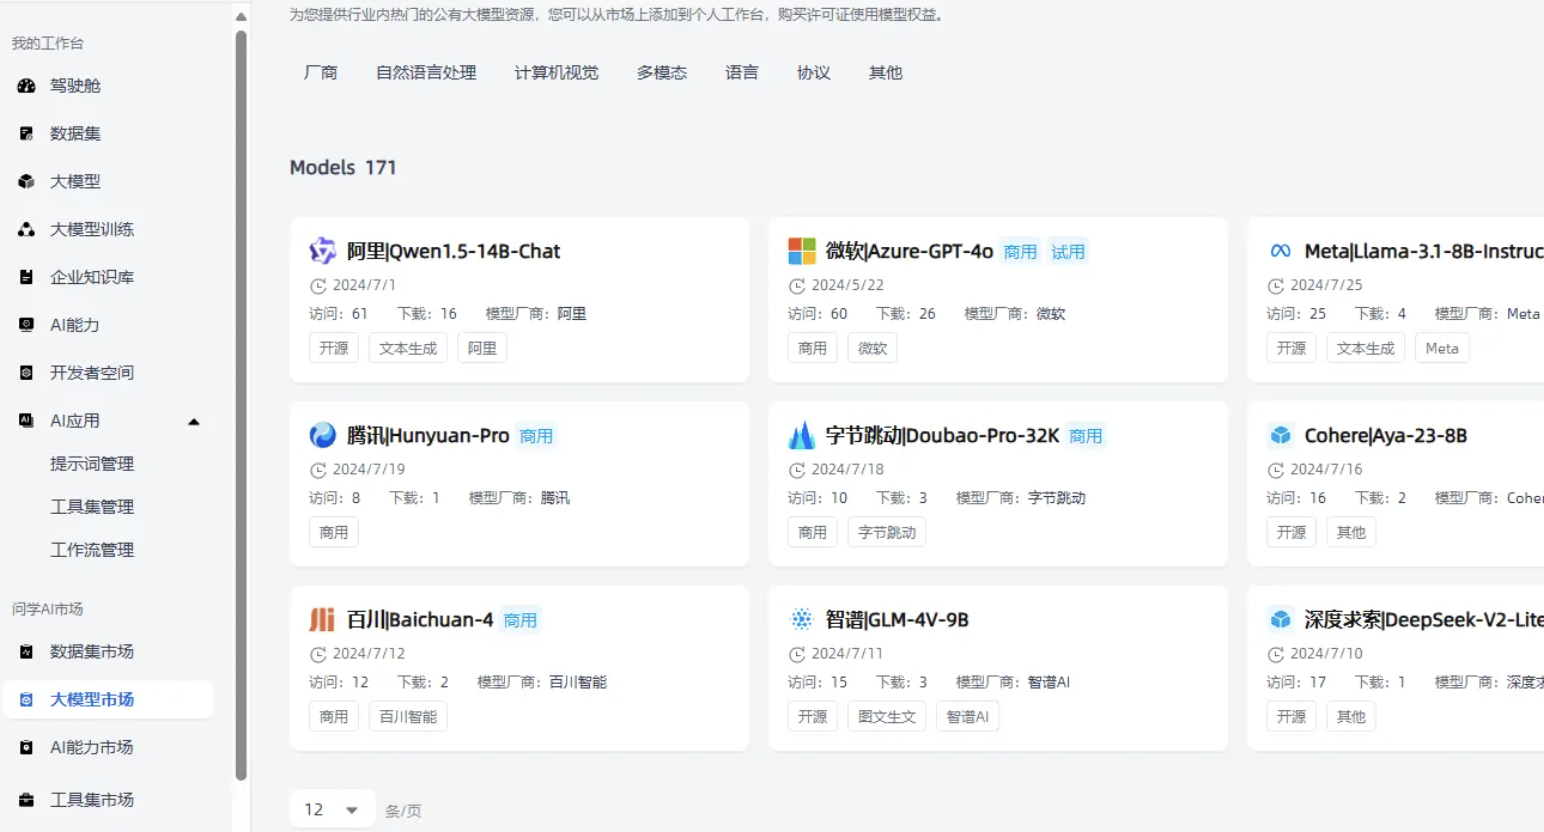 为您提供行业内热门的公有大模型资源，您可以从市场上添加到个人工作台，购买许可证使用模型权益。
我的工作台
驾驶舱
数据集
大模型
大模型训练
企业知识库
AI能力
开发者空间
AI应用
提示词管理
工具集管理
工作流管理
问学AI市场
数据集市场
大模型市场
AI能力市场
工具集市场
厂商 自然语言处理 计算机视觉 多模态 语言 协议 其他
Models 171
阿里|Qwen1.5-14B-Chat
2024/7/1
访问：61 下载：16 模型厂商：阿里
开源 文本生成 阿里
微软|Azure-GPT-4o 商用 试用
2024/5/22
访问：60 下载：26 模型厂商：微软
商用 微软
Meta|Llama-3.1-8B-Instruc
2024/7/25
访问：25 下载：4 模型厂商：Meta
开源 文本生成 Meta
腾讯|Hunyuan-Pro 商用
2024/7/19
访问：8 下载：1 模型厂商：腾讯
商用
字节跳动|Doubao-Pro-32K 商用
2024/7/18
访问：10 下载：3 模型厂商：字节跳动
商用 字节跳动
Cohere|Aya-23-8B
2024/7/16
访问：16 下载：2 模型厂商：Coher
开源 其他
百川|Baichuan-4 商用
2024/7/12
访问：12 下载：2 模型厂商：百川智能
商用 百川智能
智谱|GLM-4V-9B
2024/7/11
访问：15 下载：3 模型厂商：智谱AI
开源 图文生文 智谱AI
深度求索|DeepSeek-V2-Lite
2024/7/10
访问：17 下载：1 模型厂商：深度
开源 其他
12 条/页